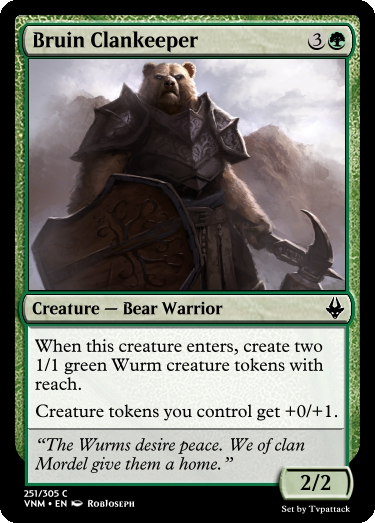 Bruin Clankeeper 3
Creature — Bear Warrior
When this creature enters, create two
1/1 green Wurm creature tokens with
reach.
Creature tokens you control get +0/+1.
“The Wurms desire peace. We of clan
Mordel give them a home.”
2/2
251/305 C
VNM • EN RobJoseph
Set by Tvpattack